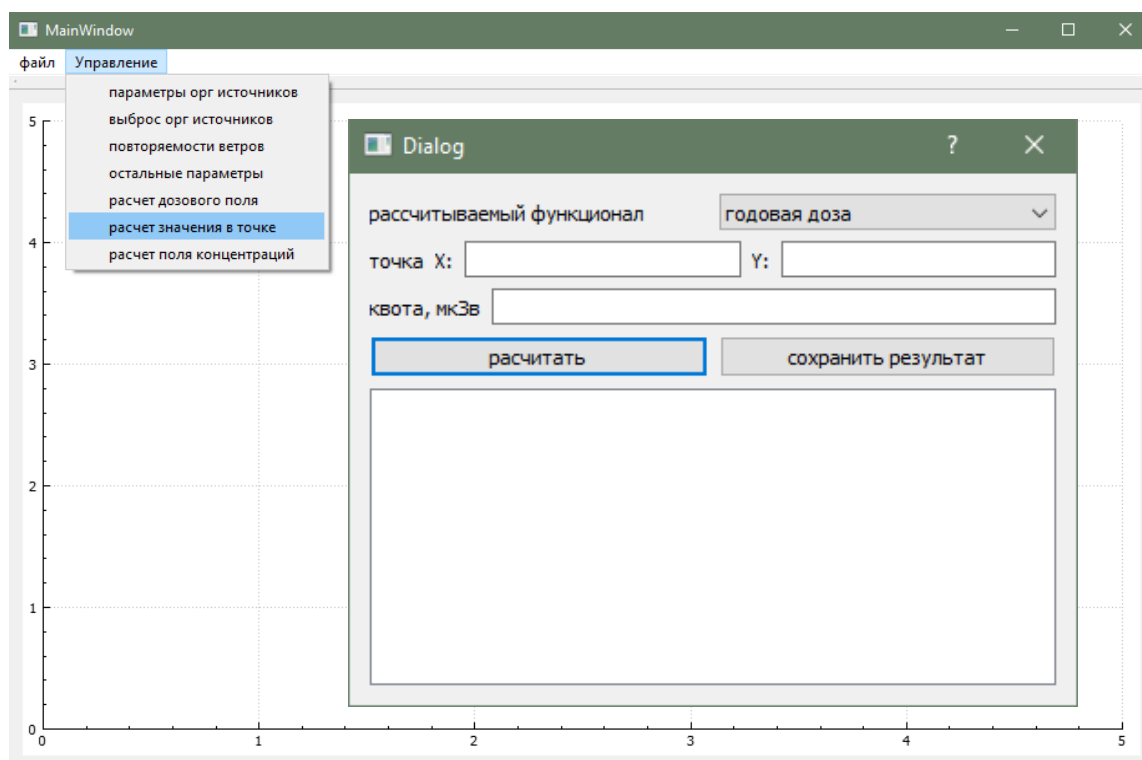 MainWindow
файл Управление
параметры орг источников
выброс орг источников
повторяемости ветров
остальные параметры
расчет дозового поля
расчет значения в точке
расчет поля концентраций
Dialog ?
рассчитываемый функционал годовая доза
точка X: Y:
квота, мкЗв
расчитать сохранить результат
5
4
3
2
1
0
0 1 2 3 4 5